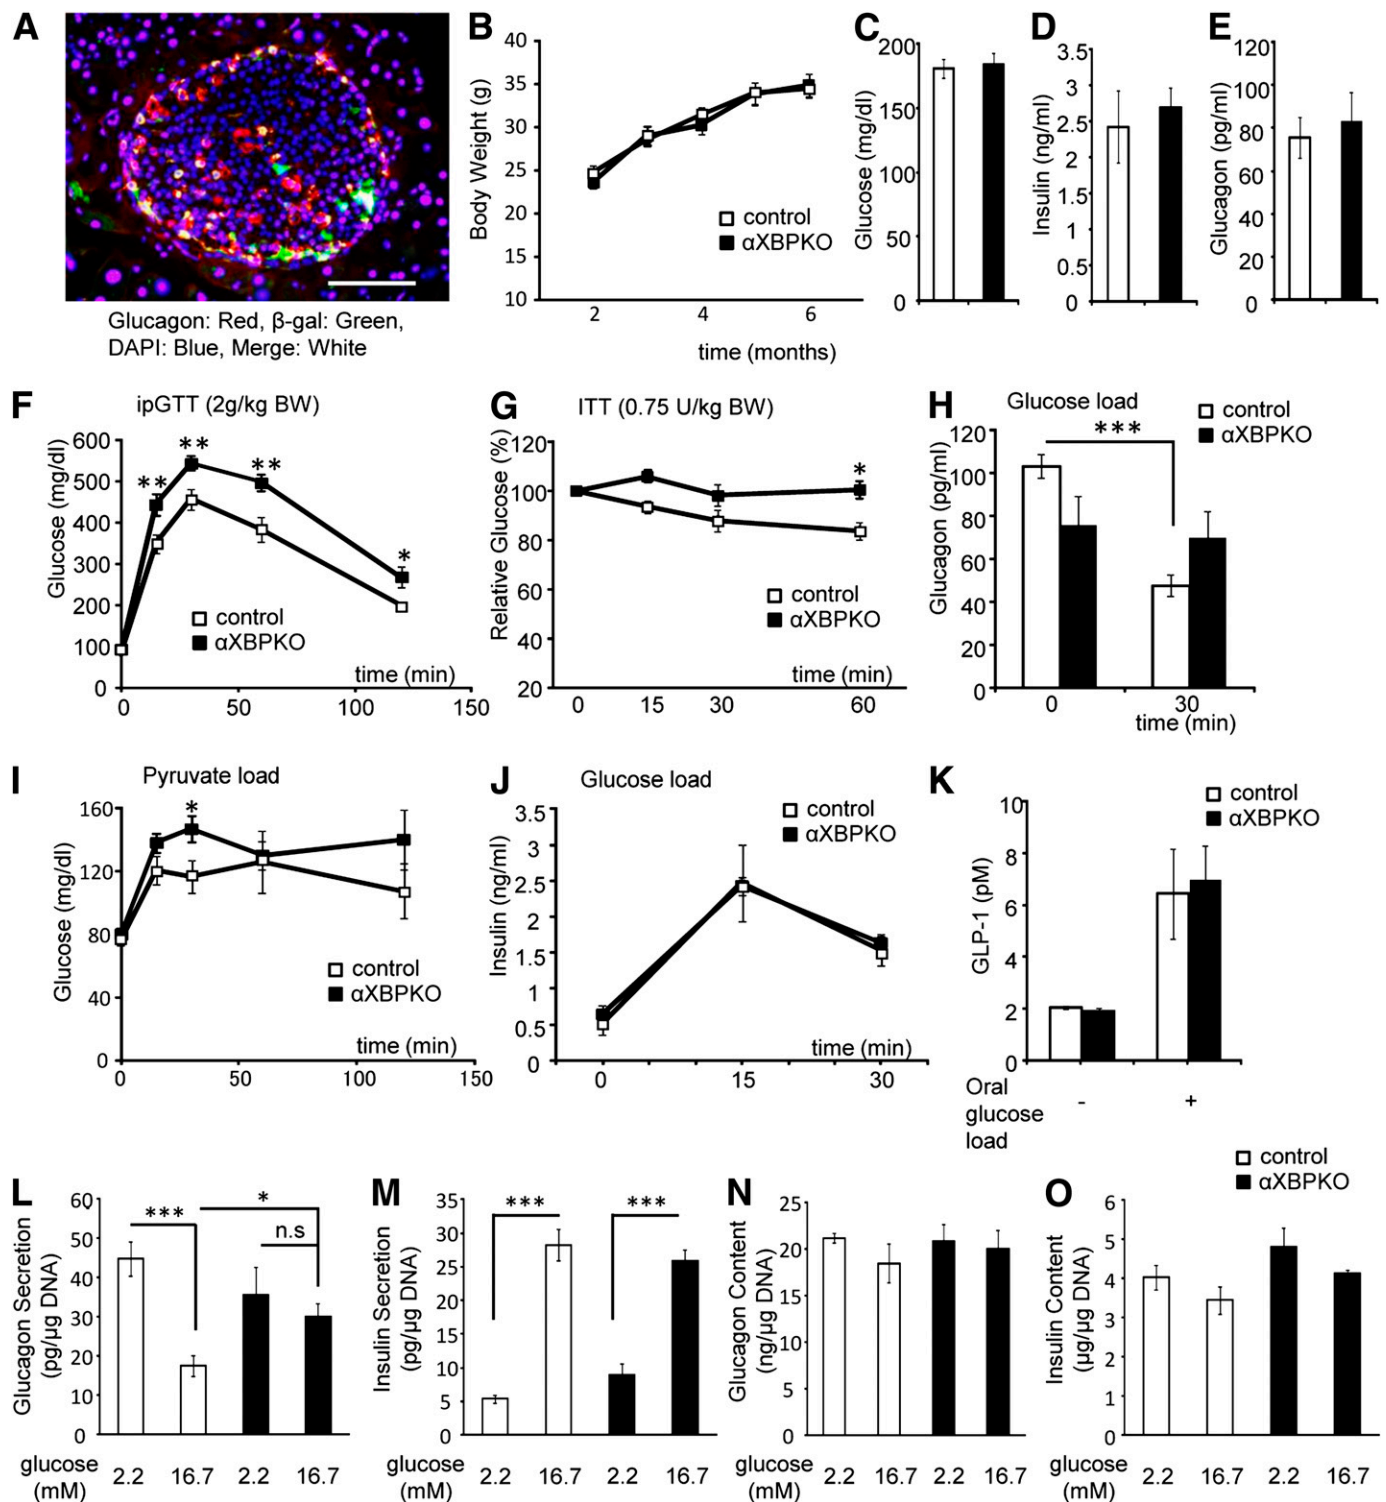 A
Glucagon: Red, β-gal: Green,
DAPI: Blue, Merge: White
B
Body Weight (g)
40
35
30
25
20
15
10
control
αXBPKO
2 4 6
time (months)
C
Glucose (mg/dl)
200
150
100
50
0
D
Insulin (ng/ml)
3.5
3
2.5
2
1.5
1
0.5
0
E
Glucagon (pg/ml)
120
100
80
60
40
20
0
F
ipGTT (2g/kg BW)
Glucose (mg/dl)
600
500
400
300
200
100
0
** ** ** *
control
αXBPKO
time (min)
0 50 100 150
G
ITT (0.75 U/kg BW)
Relative Glucose (%)
120
100
80
60
40
20
*
control
αXBPKO
time (min)
0 15 30 60
H
Glucose load
control
αXBPKO
Glucagon (pg/ml)
120
100
80
60
40
20
0
***
0 30
time (min)
I
Pyruvate load
Glucose (mg/dl)
160
120
80
40
0
*
control
αXBPKO
time (min)
0 50 100 150
J
Glucose load
Insulin (ng/ml)
3.5
3
2.5
2
1.5
1
0.5
0
control
αXBPKO
time (min)
0 15 30
K
control
αXBPKO
GLP-1 (pM)
10
8
6
4
2
0
Oral
glucose
load
- +
control
αXBPKO
L
Glucagon Secretion
(pg/μg DNA)
60
50
40
30
20
10
0
*** * n.s
glucose
(mM)
2.2 16.7 2.2 16.7
M
Insulin Secretion
(pg/μg DNA)
35
30
25
20
15
10
5
0
*** ***
glucose
(mM)
2.2 16.7 2.2 16.7
N
Glucagon Content
(ng/μg DNA)
25
20
15
10
5
0
glucose
(mM)
2.2 16.7 2.2 16.7
O
Insulin Content
(μg/μg DNA)
6
5
4
3
2
1
0
glucose
(mM)
2.2 16.7 2.2 16.7